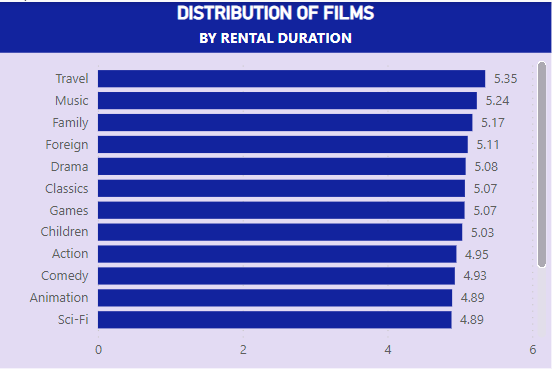 DISTRIBUTION OF FILMS
BY RENTAL DURATION
Travel 5.35
Music 5.24
Family 5.17
Foreign 5.11
Drama 5.08
Classics 5.07
Games 5.07
Children 5.03
Action 4.95
Comedy 4.93
Animation 4.89
Sci-Fi 4.89
0 2 4 6